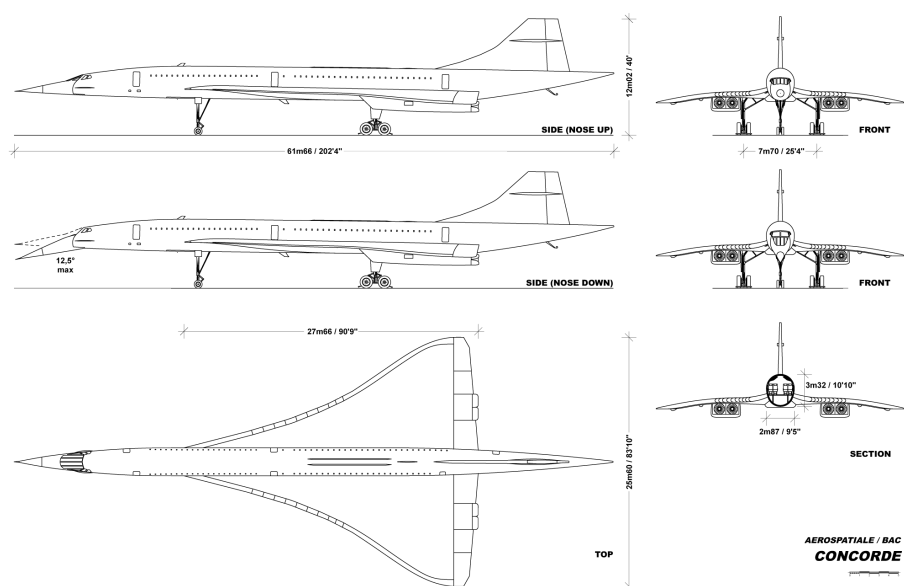 12m02 / 40'
SIDE (NOSE UP)
FRONT
61m66 / 202'4"
7m70 / 25'4"
12,5°
max
SIDE (NOSE DOWN)
FRONT
27m66 / 90'9"
3m32 / 10'10"
2m87 / 9'5"
25m60 / 83'10"
SECTION
TOP
AEROSPATIALE / BAC
CONCORDE